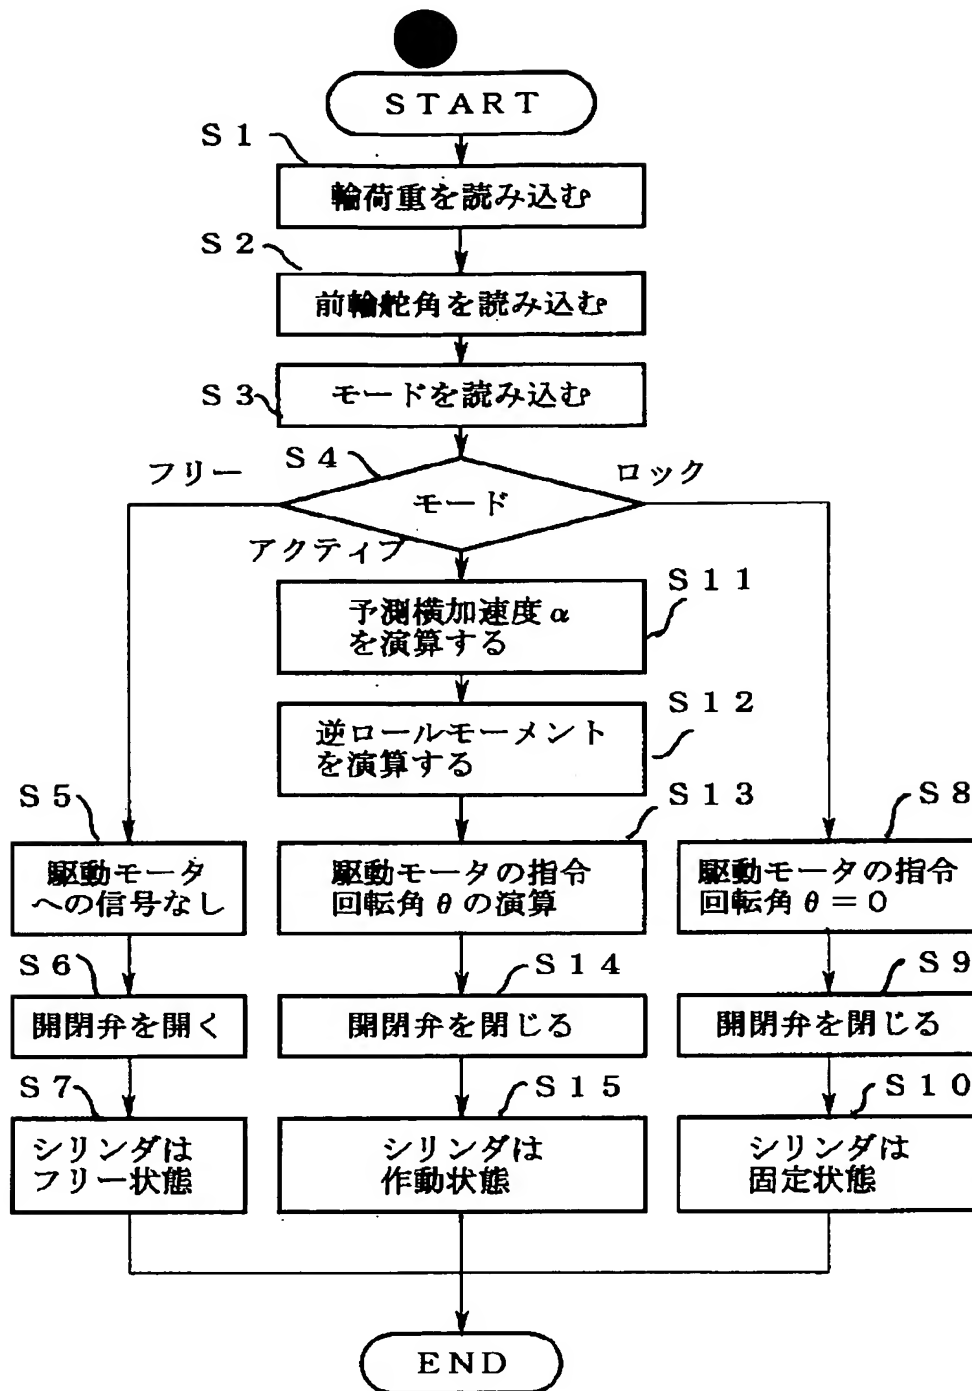 START
S1
輪荷重を読み込む
S2
前輪舵角を読み込む
S3
モードを読み込む
S4
フリー
ロック
モード
アクティブ
S11
予測横加速度α
を演算する
S12
逆ロールモーメント
を演算する
S5
駆動モータ
への信号なし
S13
駆動モータの指令
回転角θの演算
S8
駆動モータの指令
回転角θ=0
S6
開閉弁を開く
S14
開閉弁を閉じる
S9
開閉弁を閉じる
S7
シリンダは
フリー状態
S15
シリンダは
作動状態
S10
シリンダは
固定状態
END